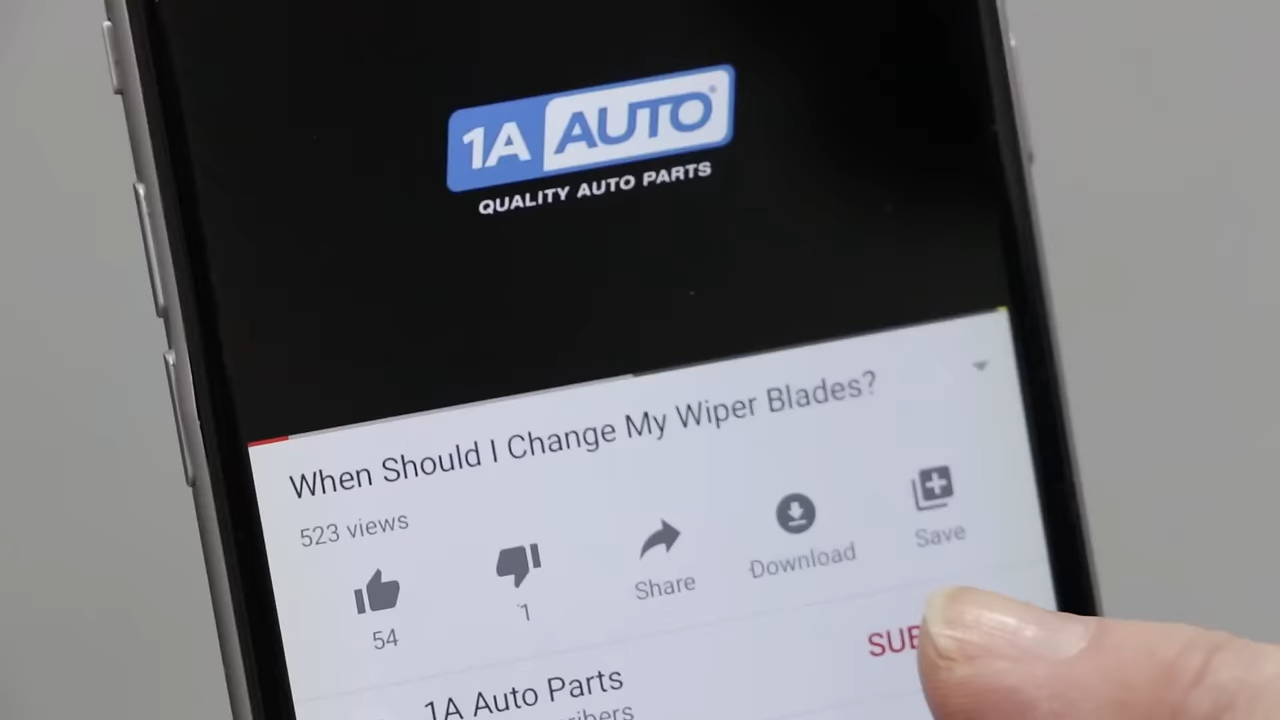 1A AUTO
QUALITY AUTO PARTS
When Should I Change My Wiper Blades?
523 views
54
1
Share
Download
Save
1A Auto Parts